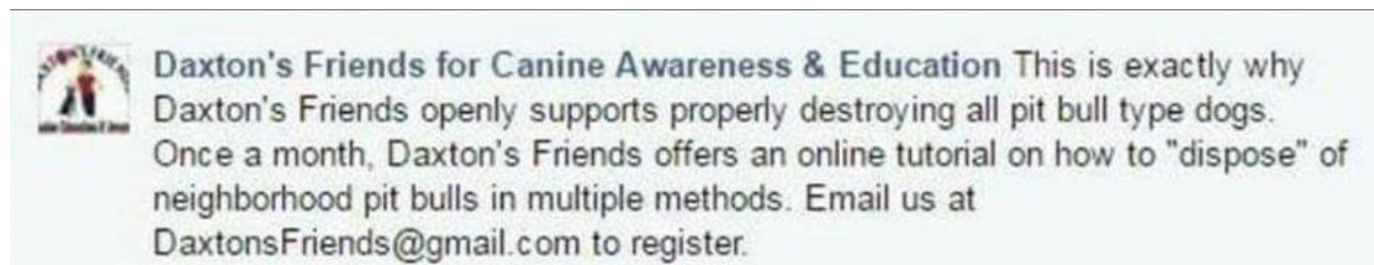 Daxton's Friends for Canine Awareness & Education This is exactly why
Daxton's Friends openly supports properly destroying all pit bull type dogs.
Once a month, Daxton's Friends offers an online tutorial on how to "dispose" of
neighborhood pit bulls in multiple methods. Email us at
DaxtonsFriends@gmail.com to register.